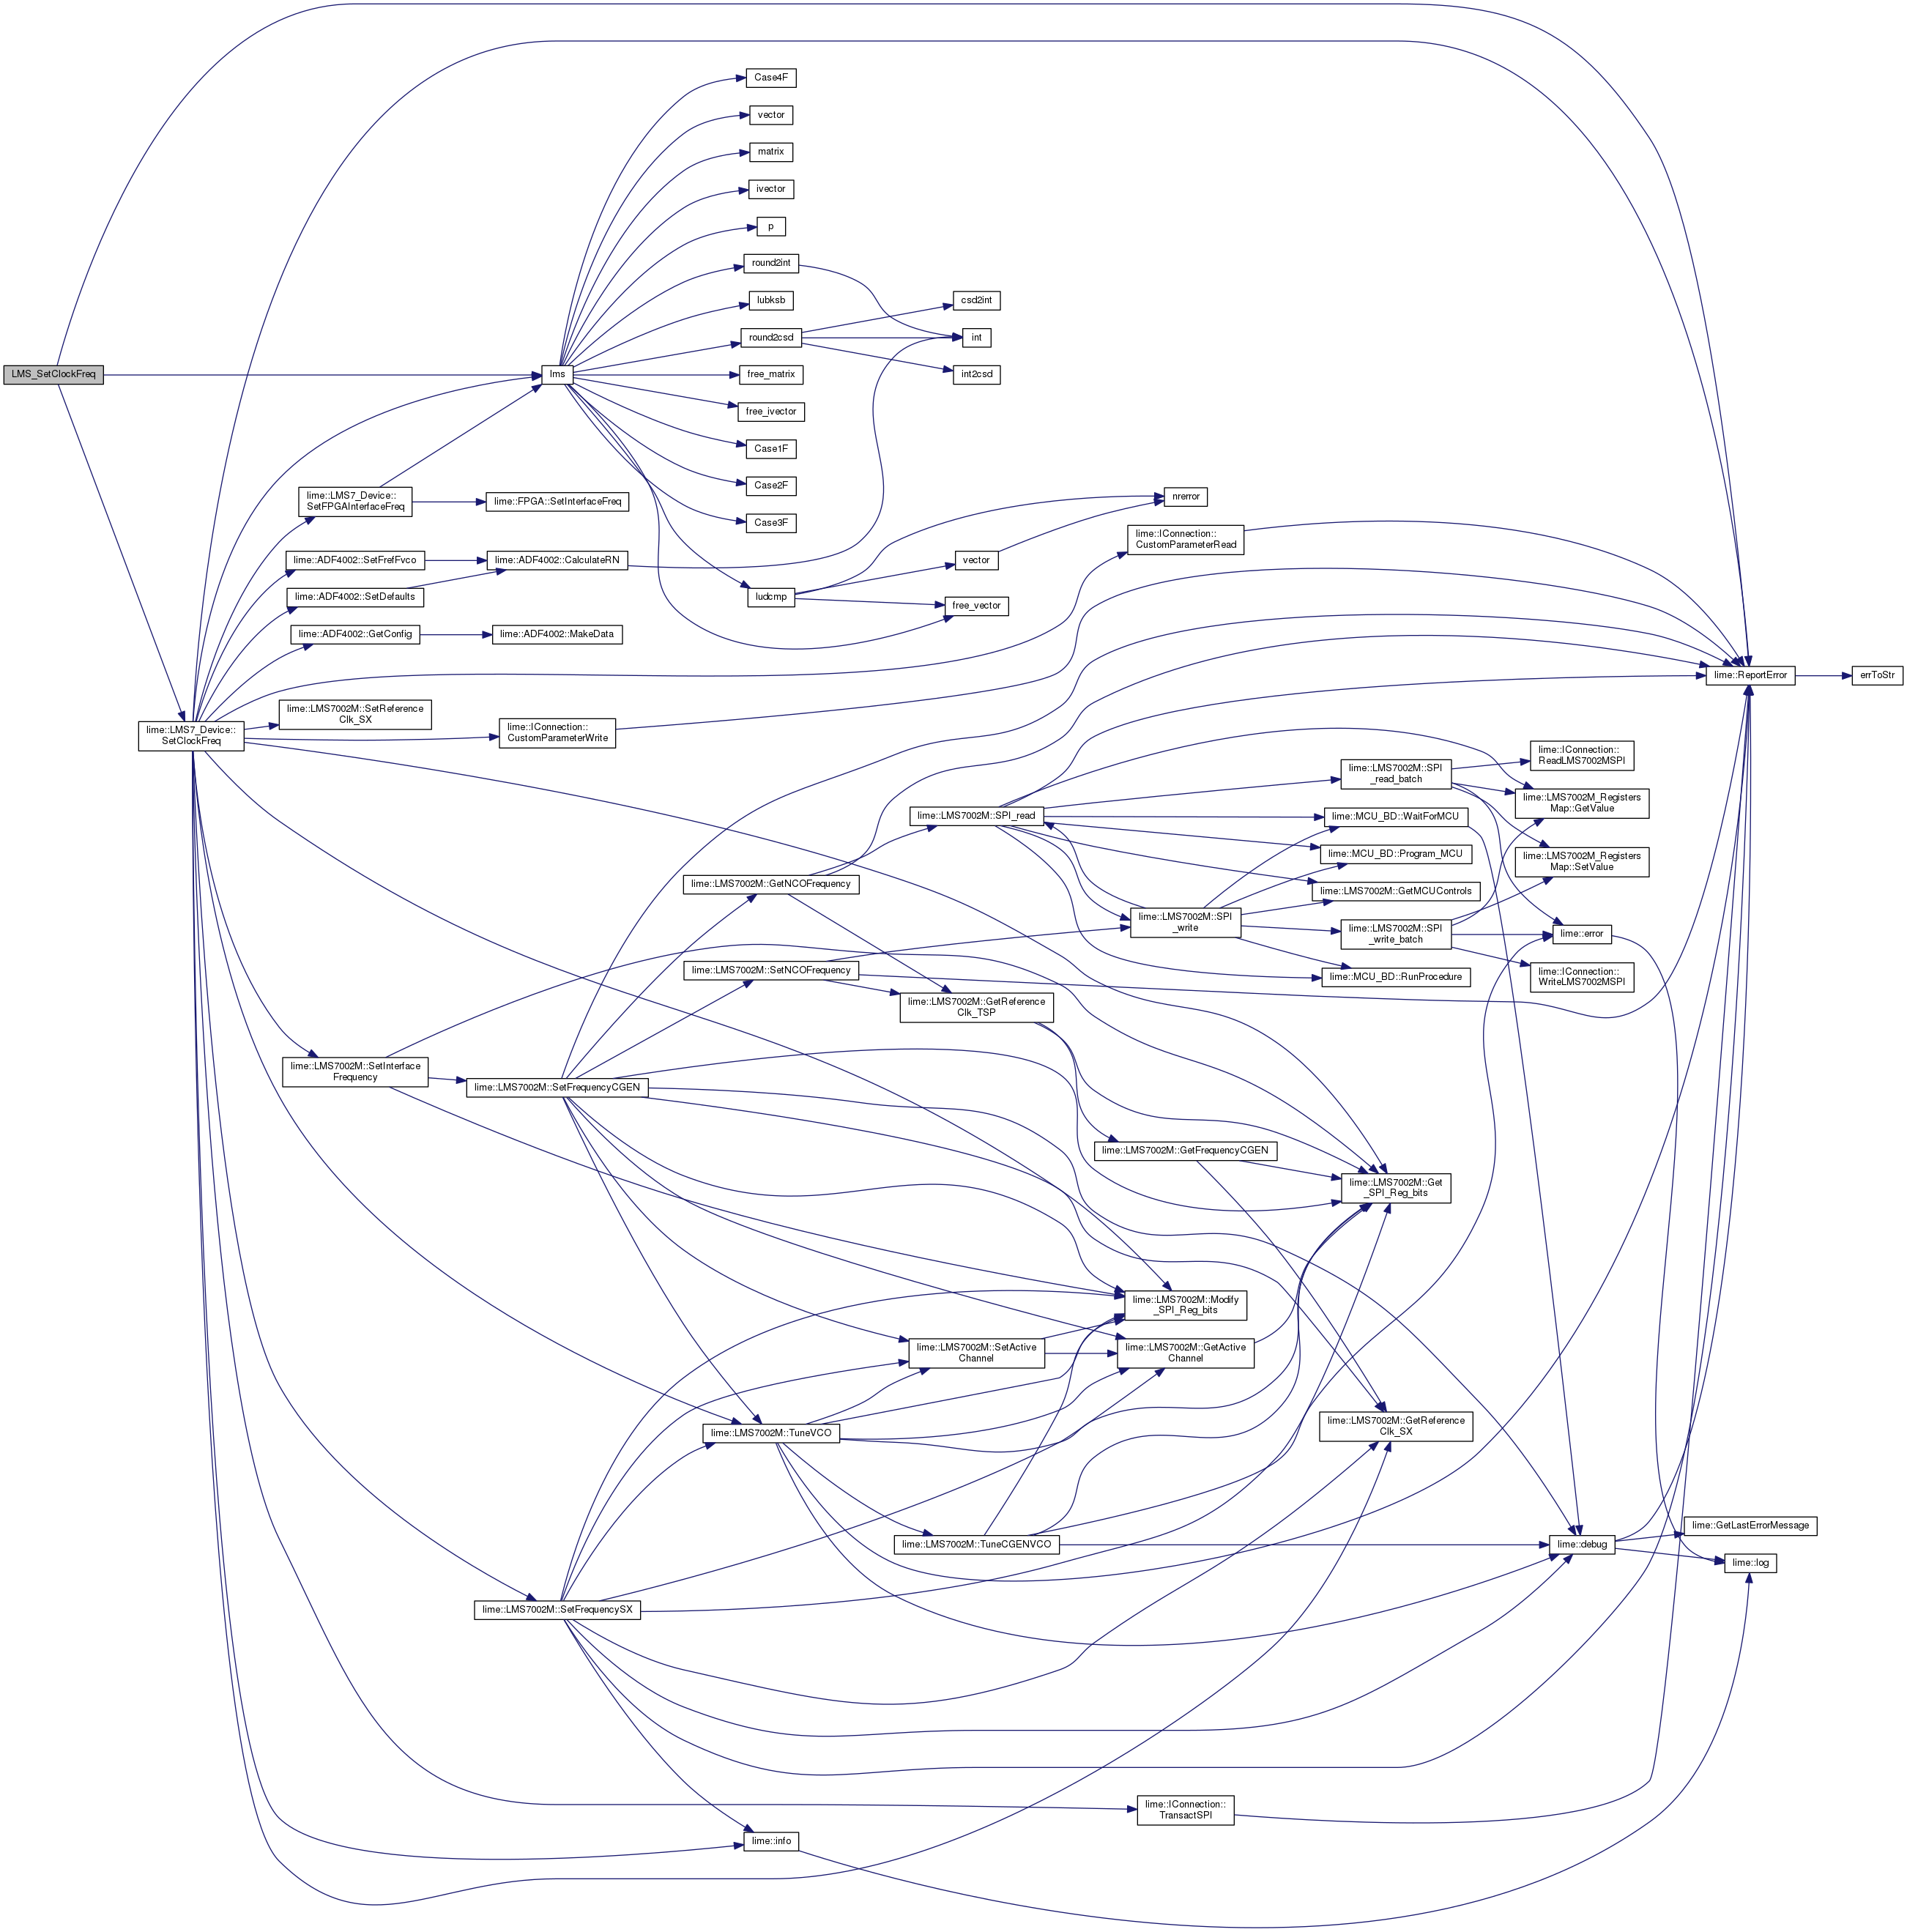 LMS_SetClockFreq
lime::LMS7_Device::
SetClockFreq
lime::LMS7_Device::
SetFPGAInterfaceFreq
lime::ADF4002::SetFrefFvco
lime::ADF4002::SetDefaults
lime::ADF4002::GetConfig
lime::LMS7002M::SetReference
Clk_SX
lime::LMS7002M::SetInterface
Frequency
lms
lime::FPGA::SetInterfaceFreq
lime::ADF4002::CalculateRN
lime::ADF4002::MakeData
lime::IConnection::
CustomParameterWrite
lime::LMS7002M::SetFrequencyCGEN
lime::LMS7002M::SetFrequencySX
Case4F
vector
matrix
ivector
p
round2int
lubksb
round2csd
free_matrix
free_ivector
Case1F
Case2F
Case3F
ludcmp
lime::LMS7002M::GetNCOFrequency
lime::LMS7002M::SetNCOFrequency
lime::LMS7002M::TuneVCO
lime::info
csd2int
int
int2csd
vector
free_vector
lime::LMS7002M::SPI_read
lime::LMS7002M::GetReference
Clk_TSP
lime::LMS7002M::SetActive
Channel
lime::LMS7002M::TuneCGENVCO
nrerror
lime::IConnection::
CustomParameterRead
lime::LMS7002M::SPI
_write
lime::LMS7002M::GetFrequencyCGEN
lime::LMS7002M::Modify
_SPI_Reg_bits
lime::LMS7002M::GetActive
Channel
lime::IConnection::
TransactSPI
lime::LMS7002M::SPI
_read_batch
lime::MCU_BD::WaitForMCU
lime::MCU_BD::Program_MCU
lime::LMS7002M::GetMCUControls
lime::LMS7002M::SPI
_write_batch
lime::MCU_BD::RunProcedure
lime::LMS7002M::Get
_SPI_Reg_bits
lime::LMS7002M::GetReference
Clk_SX
lime::IConnection::
ReadLMS7002MSPI
lime::LMS7002M_Registers
Map::GetValue
lime::LMS7002M_Registers
Map::SetValue
lime::error
lime::IConnection::
WriteLMS7002MSPI
lime::debug
lime::ReportError
lime::GetLastErrorMessage
lime::log
errToStr